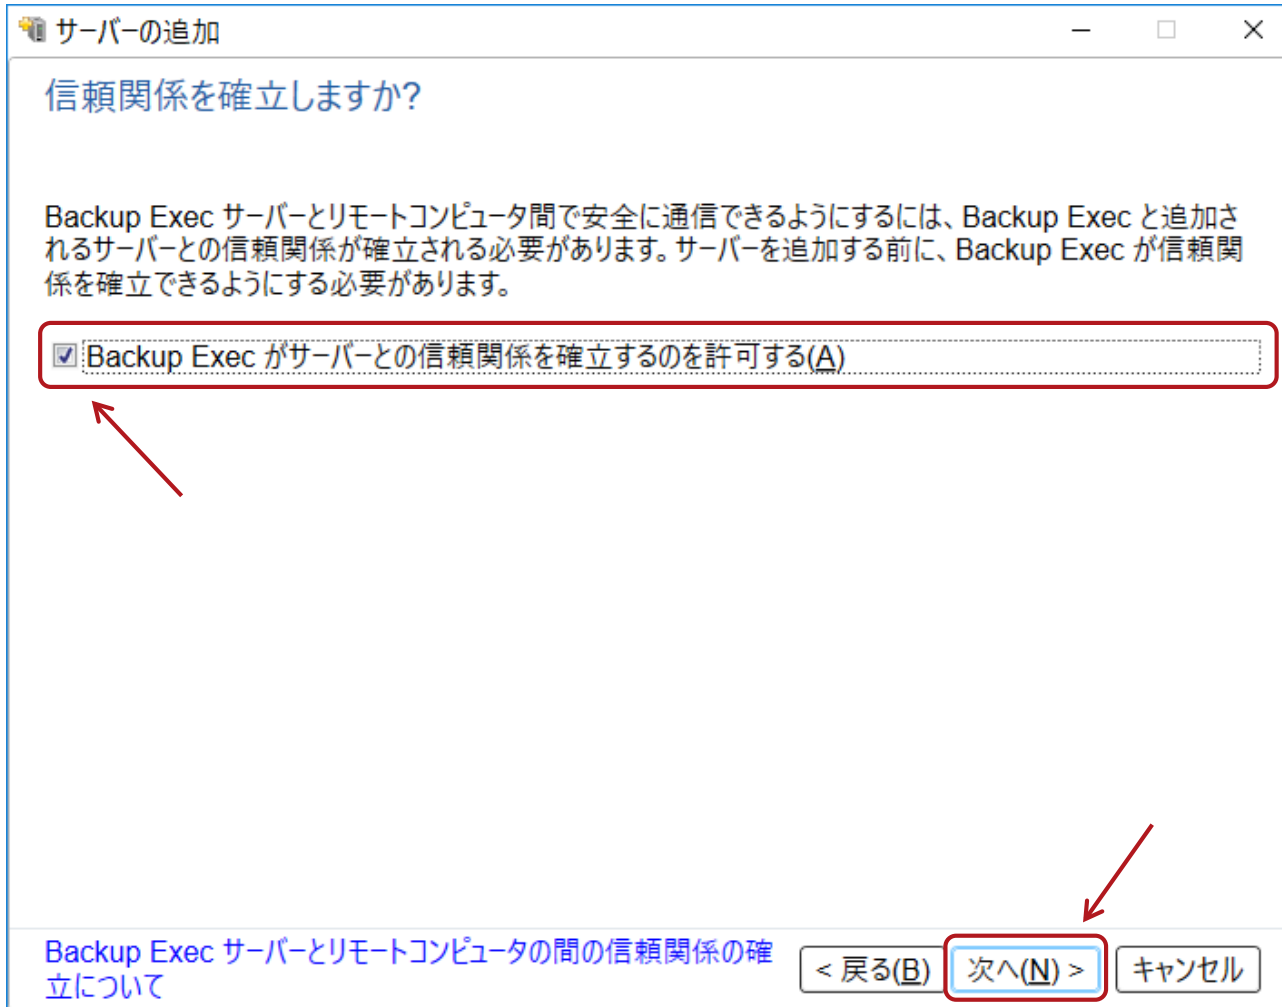 サーバーの追加
信頼関係を確立しますか?
Backup Exec サーバーとリモートコンピュータ間で安全に通信できるようにするには、Backup Exec と追加さ
れるサーバーとの信頼関係が確立される必要があります。サーバーを追加する前に、Backup Exec が信頼関
係を確立できるようにする必要があります。
Backup Exec がサーバーとの信頼関係を確立するのを許可する(A)
Backup Exec サーバーとリモートコンピュータの間の信頼関係の確
立について
< 戻る(B) 次へ(N) > キャンセル